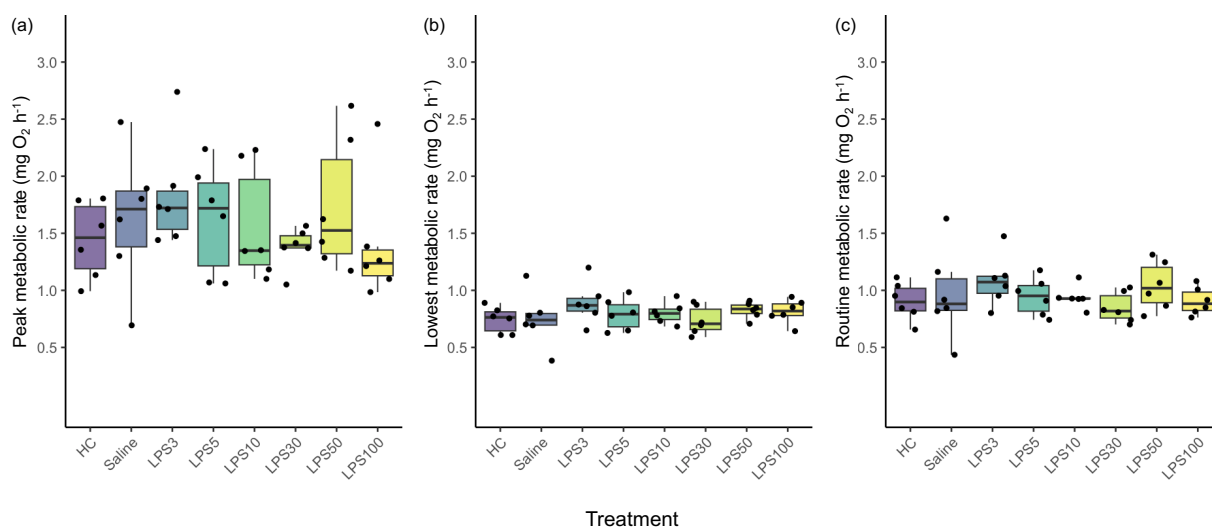 (a)
Peak metabolic rate (mg O₂ h⁻¹)
3.0
2.5
2.0
1.5
1.0
0.5
HC
Saline
LPS3
LPS5
LPS10
LPS30
LPS50
LPS100
(b)
Lowest metabolic rate (mg O₂ h⁻¹)
3.0
2.5
2.0
1.5
1.0
0.5
HC
Saline
LPS3
LPS5
LPS10
LPS30
LPS50
LPS100
(c)
Routine metabolic rate (mg O₂ h⁻¹)
3.0
2.5
2.0
1.5
1.0
0.5
HC
Saline
LPS3
LPS5
LPS10
LPS30
LPS50
LPS100
Treatment